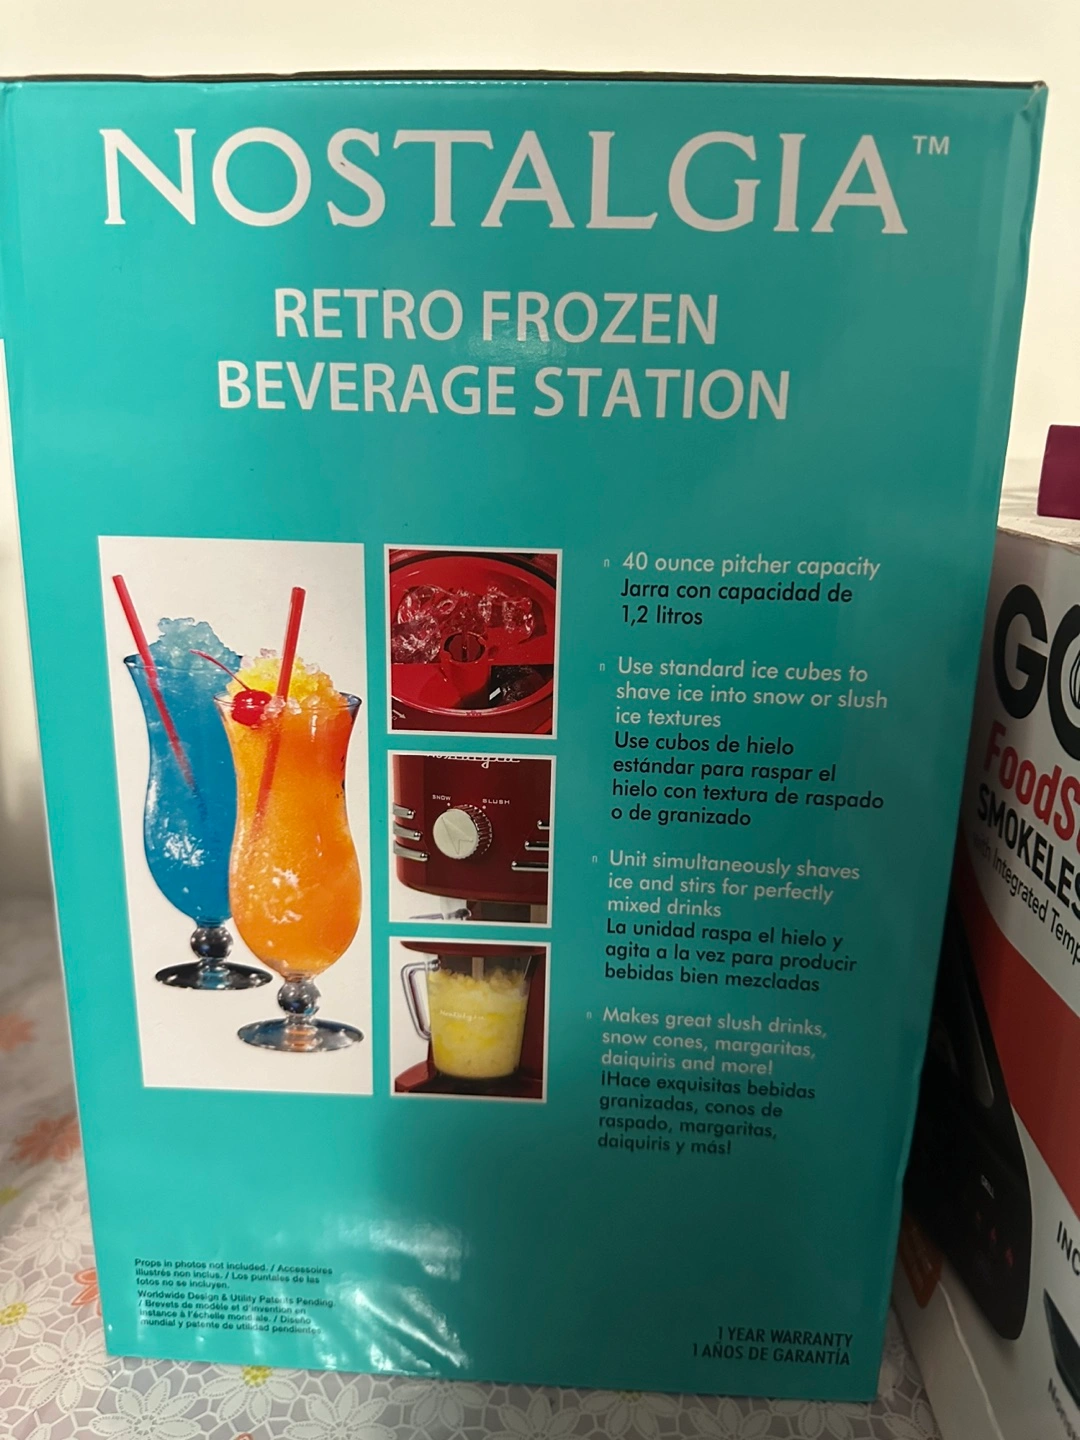 NOSTALGIA™
RETRO FROZEN
BEVERAGE STATION
40 ounce pitcher capacity
Jarra con capacidad de
1,2 litros
Use standard ice cubes to
shave ice into snow or slush
ice textures
Use cubos de hielo
estándar para raspar el
hielo con textura de raspado
o de granizado
Unit simultaneously shaves
ice and stirs for perfectly
mixed drinks
La unidad raspa el hielo y
agita a la vez para producir
bebidas bien mezcladas
Makes great slush drinks,
snow cones, margaritas,
daiquiris and more!
¡Hace exquisitas bebidas
granizadas, conos de
raspado, margaritas,
daiquiris y más!
SNOW SLUSH
nostalgia
Props in photos not included. / Accessoires
illustrés non inclus. / Los puntales de las
fotos no se incluyen.
Worldwide Design & Utility Patents Pending
/ Brevets de modèle et d'invention en
instance à l'échelle mondiale. / Diseño
mundial y patente de utilidad pendientes
1 YEAR WARRANTY
1 AÑOS DE GARANTÍA
GO
FoodS
SMOKELES
with Integrated Temp
GRILL
INC